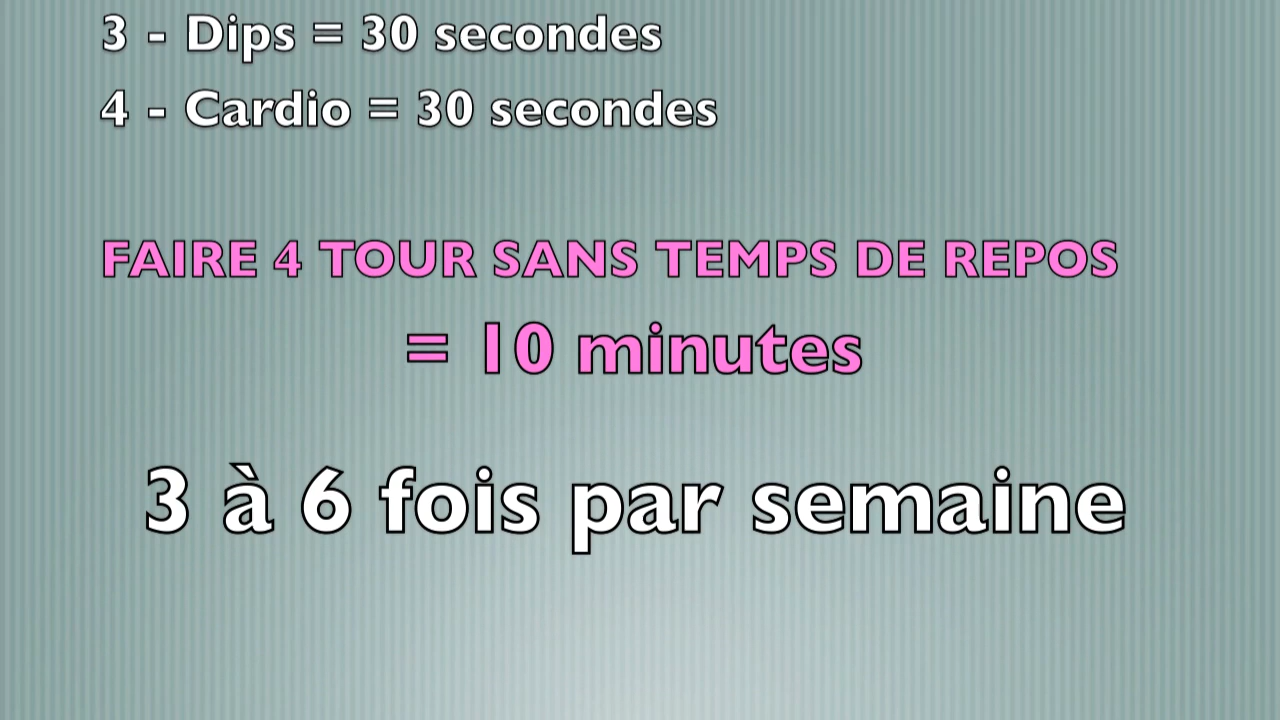 3 - Dips = 30 secondes
4 - Cardio = 30 secondes
FAIRE 4 TOUR SANS TEMPS DE REPOS
= 10 minutes
3 à 6 fois par semaine